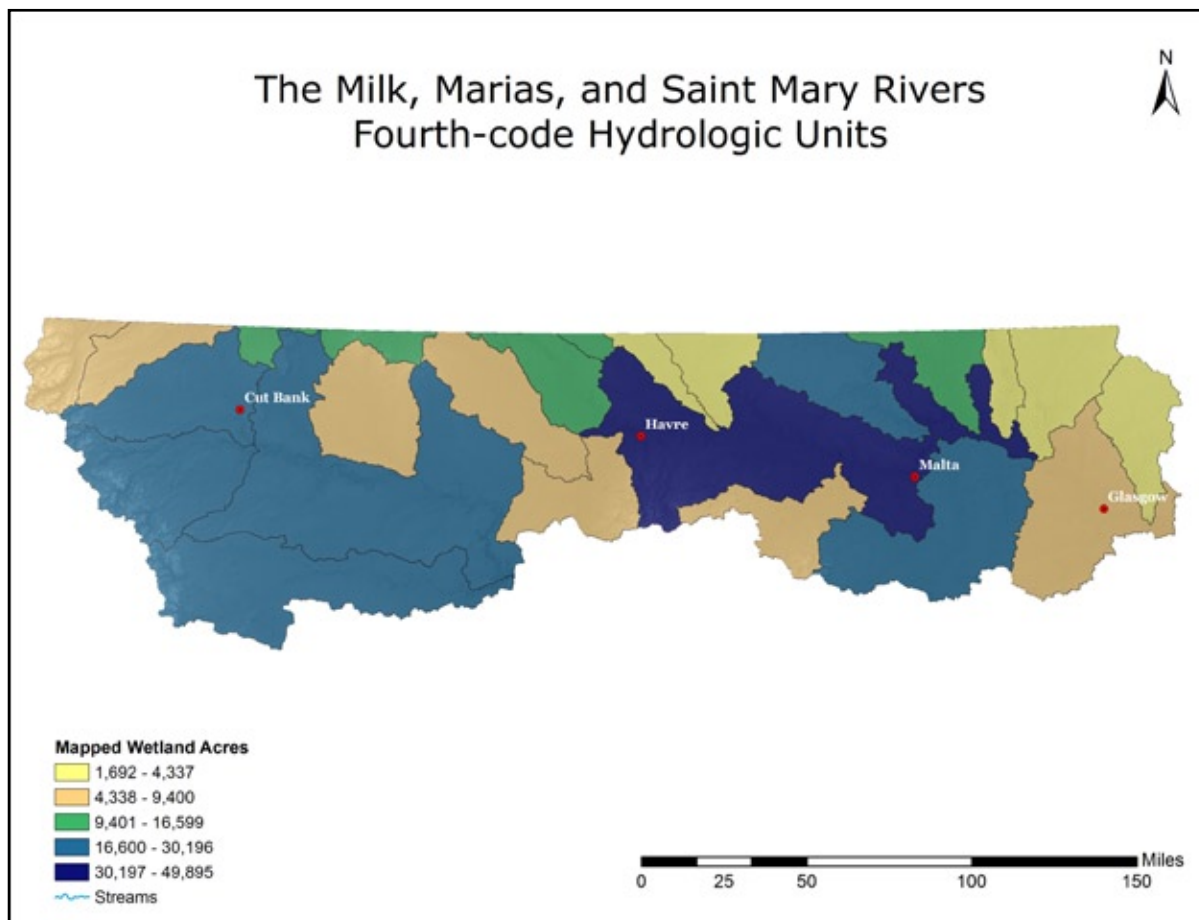 The Milk, Marias, and Saint Mary Rivers
Fourth-code Hydrologic Units
N
Cut Bank
Havre
Malta
Glasgow
Mapped Wetland Acres
1,692 - 4,337
4,338 - 9,400
9,401 - 16,599
16,600 - 30,196
30,197 - 49,895
Streams
Miles
0 25 50 100 150